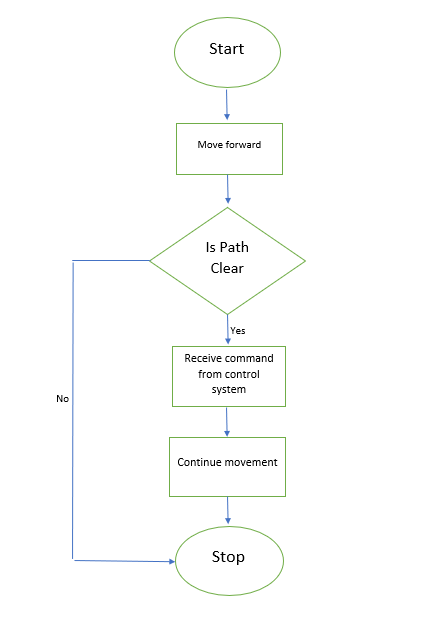 Start
Move forward
Is Path
Clear
Yes
Receive command
from control
system
No
Continue movement
Stop